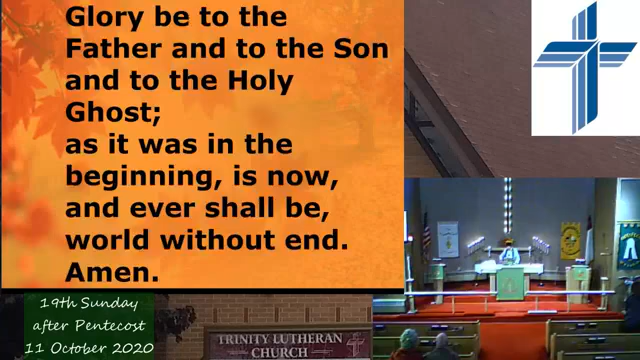 Glory be to the
Father and to the Son
and to the Holy
Ghost;
as it was in the
beginning, is now,
and ever shall be,
world without end.
Amen.
19th Sunday
after Pentecost
11 October 2020
TRINITY LUTHERAN
CHURCH